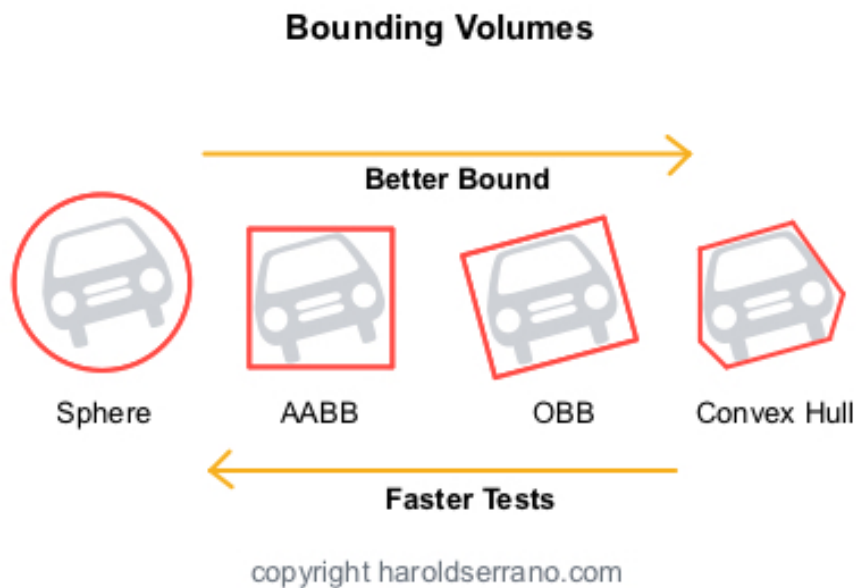 Bounding Volumes
Better Bound
Sphere
AABB
OBB
Convex Hull
Faster Tests
copyright haroldserrano.com